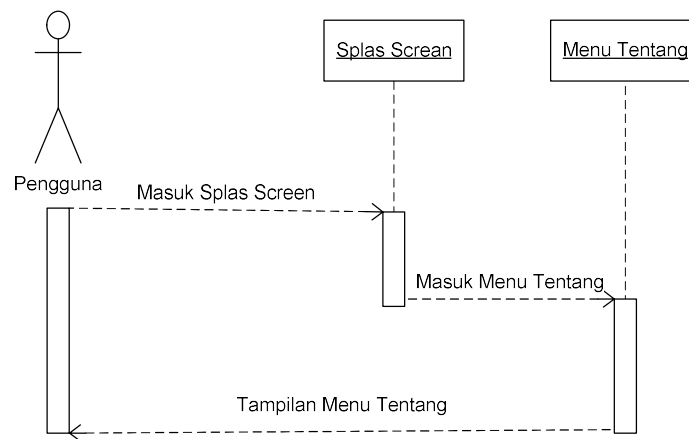 Splas Screan
Menu Tentang
Pengguna
Masuk Splas Screen
Masuk Menu Tentang
Tampilan Menu Tentang